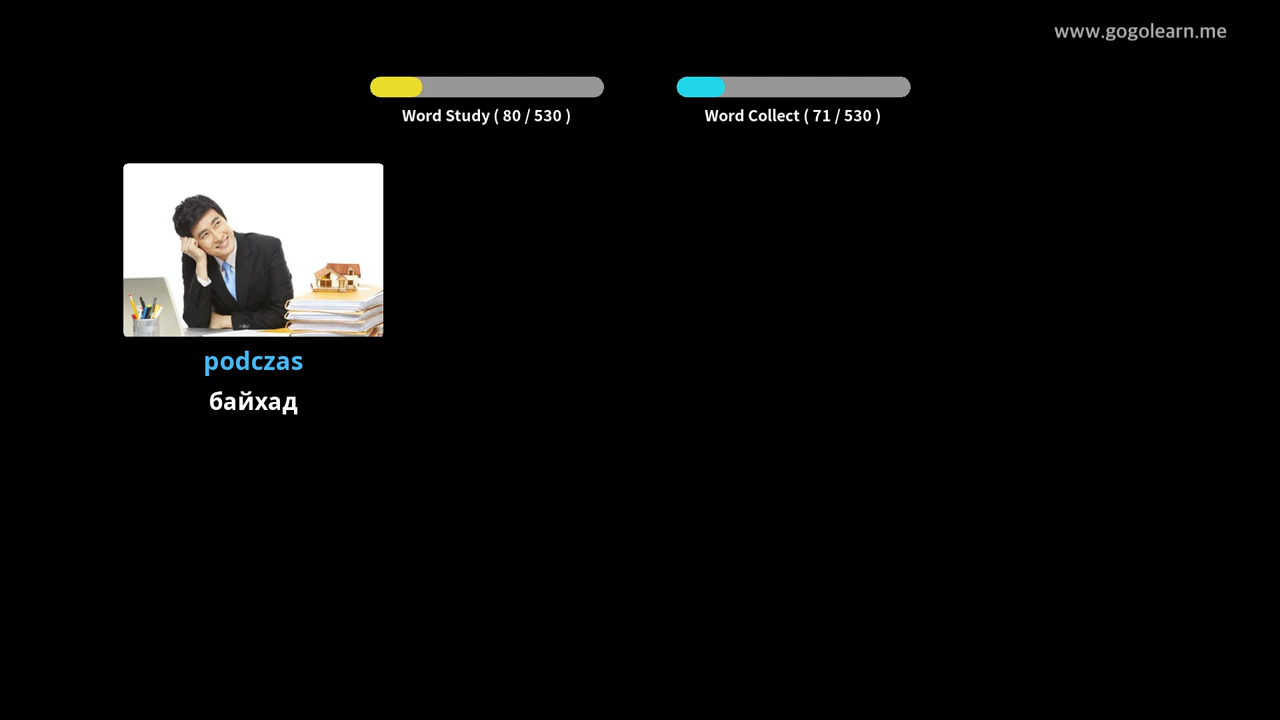 www.gogolearn.me
Word Study ( 80 / 530 )
Word Collect ( 71 / 530 )
podczas
байхад